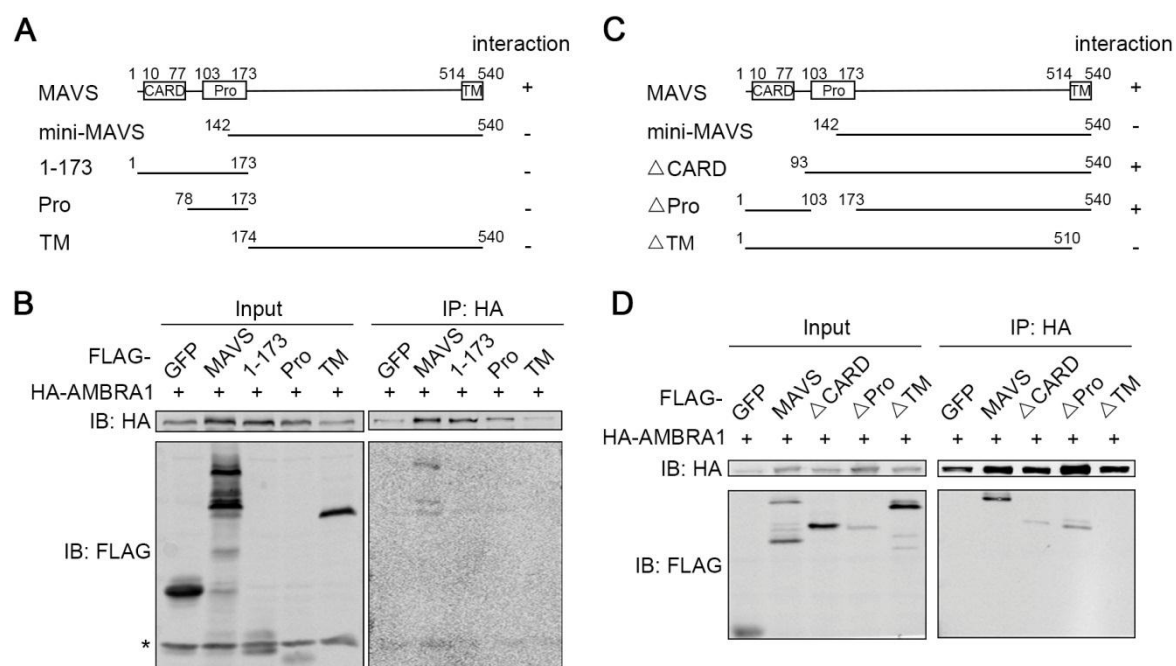 A
interaction
1 10 77 103 173 514 540
MAVS CARD Pro TM +
mini-MAVS 142 540 -
1-173 1 173 -
Pro 78 173 -
TM 174 540 -
B
Input IP: HA
FLAG- GFP MAVS 1-173 Pro TM GFP MAVS 1-173 Pro TM
HA-AMBRA1 + + + + + + + + + +
IB: HA
IB: FLAG
*
C
interaction
1 10 77 103 173 514 540
MAVS CARD Pro TM +
mini-MAVS 142 540 -
△CARD 93 540 +
△Pro 1 103 173 540 +
△TM 1 510 -
D
Input IP: HA
FLAG- GFP MAVS △CARD △Pro △TM GFP MAVS △CARD △Pro △TM
HA-AMBRA1 + + + + + + + + + +
IB: HA
IB: FLAG